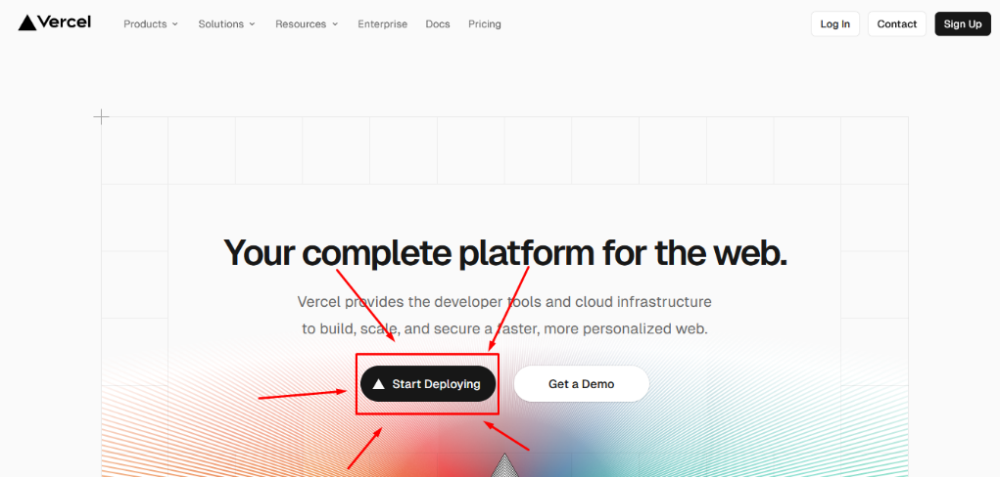 Vercel
Products
Solutions
Resources
Enterprise
Docs
Pricing
Log In
Contact
Sign Up
Your complete platform for the web.
Vercel provides the developer tools and cloud infrastructure
to build, scale, and secure a faster, more personalized web.
Start Deploying
Get a Demo